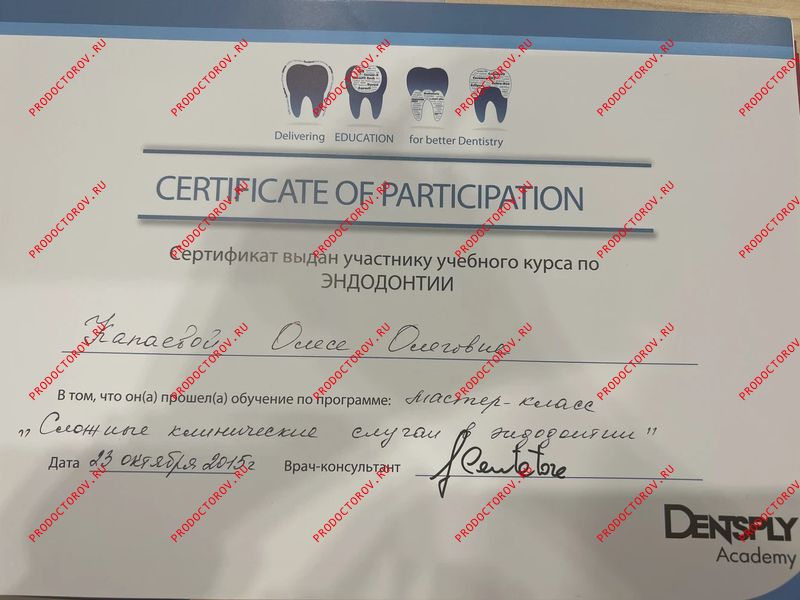 Delivering EDUCATION for better Dentistry
CERTIFICATE OF PARTICIPATION
Сертификат выдан участнику учебного курса по
ЭНДОДОНТИИ
Капаевой Олесе Олеговне
В том, что он(а) прошел(а) обучение по программе: мастер-класс
„Сложные клинические случаи в эндодонтии"
Дата 23 октября 2015г Врач-консультант
DENTSPLY
Academy
PRODOCTOROV.RU